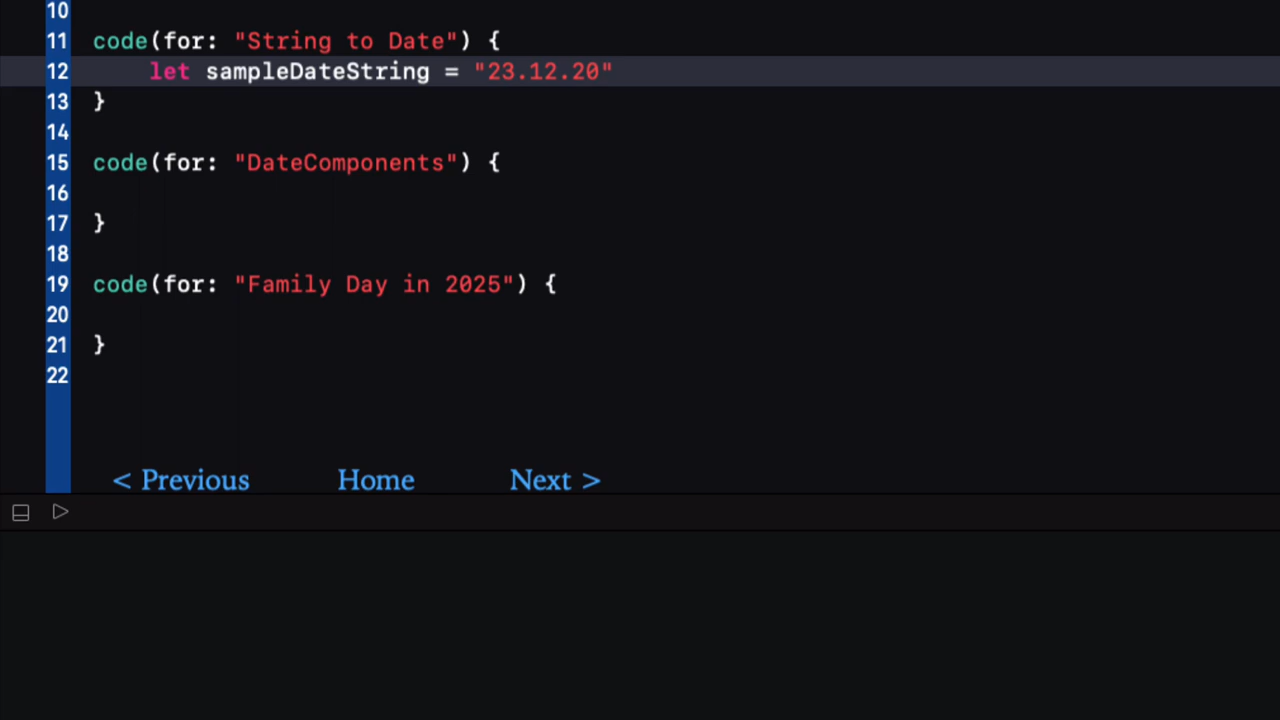 10
11 code(for: "String to Date") {
12 let sampleDateString = "23.12.20"
13 }
14
15 code(for: "DateComponents") {
16
17 }
18
19 code(for: "Family Day in 2025") {
20
21 }
22
< Previous Home Next >